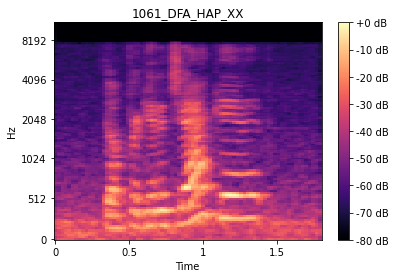 1061_DFA_HAP_XX
+0 dB
8192
-10 dB
4096
-20 dB
-30 dB
2048
-40 dB
Hz
1024
-50 dB
512
-60 dB
-70 dB
0
-80 dB
0
0.5
1
1.5
Time